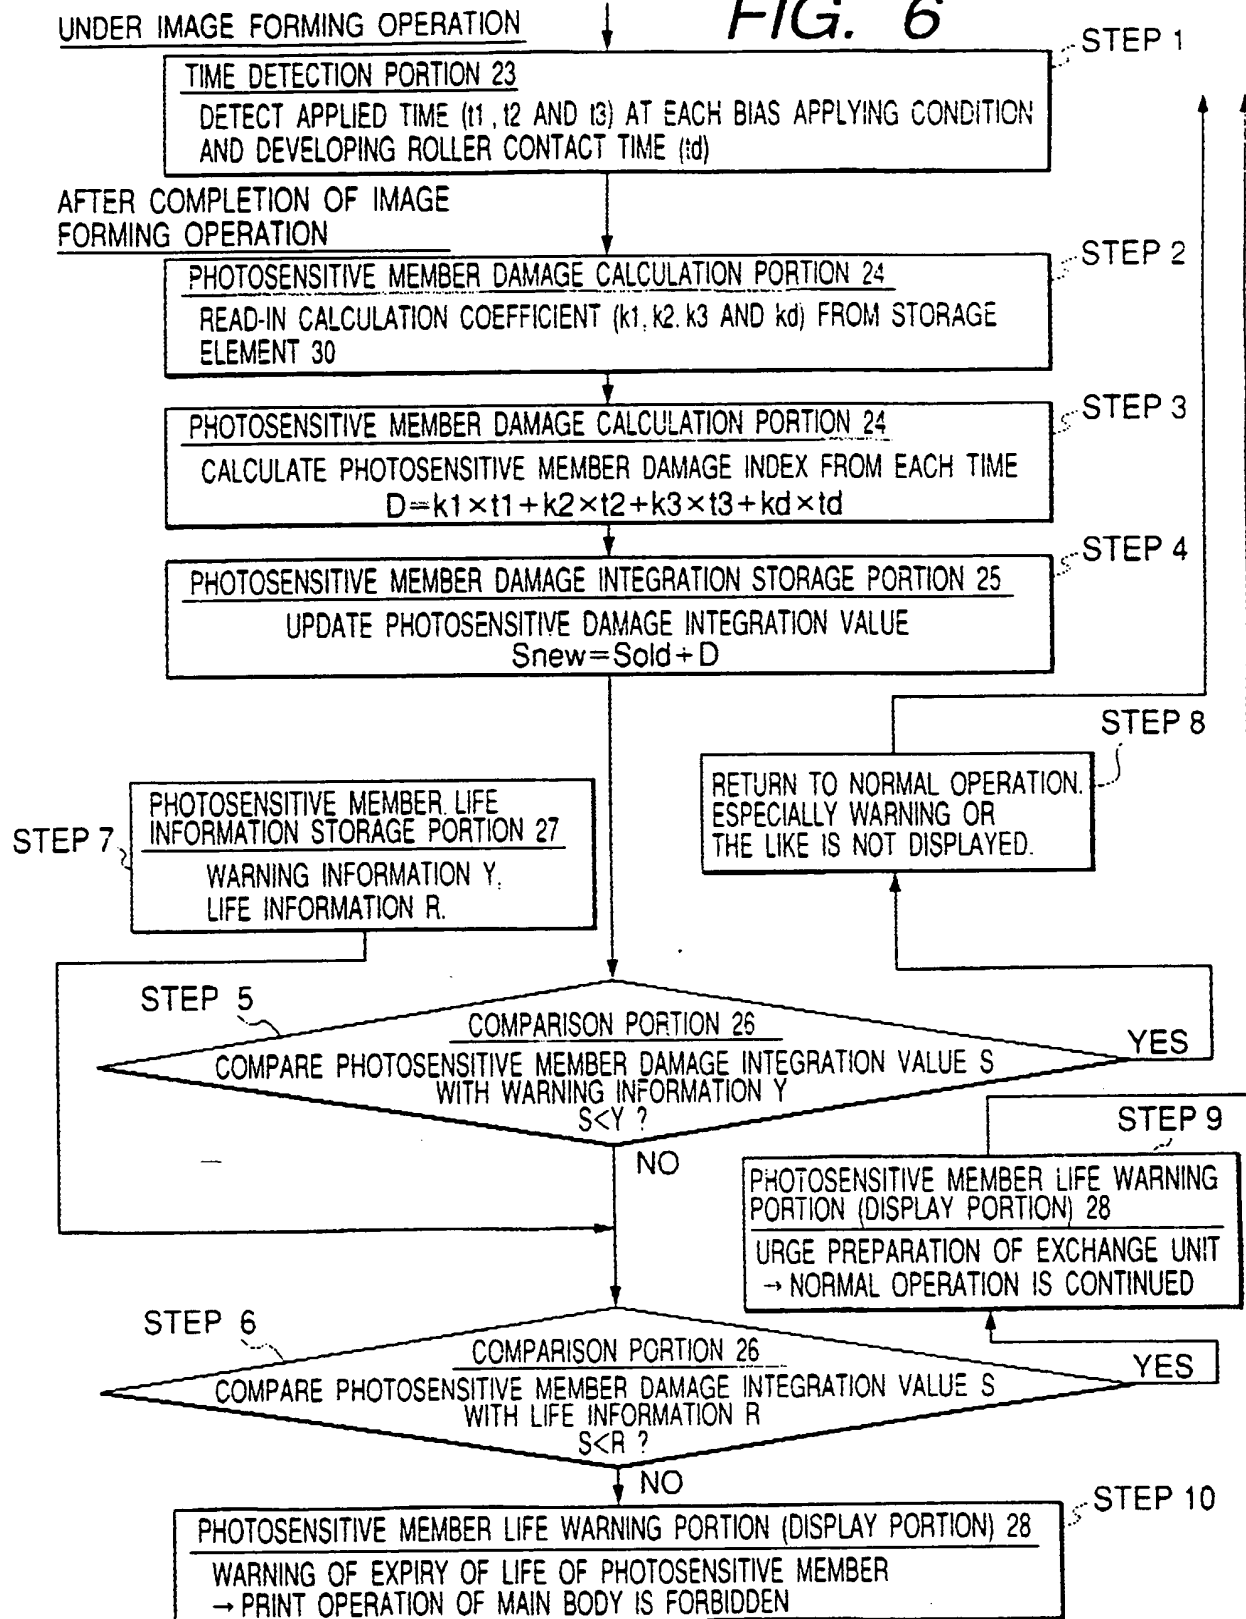 FIG. 6
UNDER IMAGE FORMING OPERATION
STEP 1
TIME DETECTION PORTION 23
DETECT APPLIED TIME (t1, t2 AND t3) AT EACH BIAS APPLYING CONDITION
AND DEVELOPING ROLLER CONTACT TIME (td)
AFTER COMPLETION OF IMAGE
FORMING OPERATION
STEP 2
PHOTOSENSITIVE MEMBER DAMAGE CALCULATION PORTION 24
READ-IN CALCULATION COEFFICIENT (k1, k2. k3 AND kd) FROM STORAGE
ELEMENT 30
STEP 3
PHOTOSENSITIVE MEMBER DAMAGE CALCULATION PORTION 24
CALCULATE PHOTOSENSITIVE MEMBER DAMAGE INDEX FROM EACH TIME
D=k1×t1+k2×t2+k3×t3+kd×td
STEP 4
PHOTOSENSITIVE MEMBER DAMAGE INTEGRATION STORAGE PORTION 25
UPDATE PHOTOSENSITIVE DAMAGE INTEGRATION VALUE
Snew=Sold+D
STEP 8
RETURN TO NORMAL OPERATION.
ESPECIALLY WARNING OR
THE LIKE IS NOT DISPLAYED.
STEP 7
PHOTOSENSITIVE MEMBER LIFE
INFORMATION STORAGE PORTION 27
WARNING INFORMATION Y,
LIFE INFORMATION R.
STEP 5
COMPARISON PORTION 26
COMPARE PHOTOSENSITIVE MEMBER DAMAGE INTEGRATION VALUE S
WITH WARNING INFORMATION Y
S<Y ?
YES
NO
STEP 9
PHOTOSENSITIVE MEMBER LIFE WARNING
PORTION (DISPLAY PORTION) 28
URGE PREPARATION OF EXCHANGE UNIT
→ NORMAL OPERATION IS CONTINUED
STEP 6
COMPARISON PORTION 26
COMPARE PHOTOSENSITIVE MEMBER DAMAGE INTEGRATION VALUE S
WITH LIFE INFORMATION R
S<R ?
YES
NO
STEP 10
PHOTOSENSITIVE MEMBER LIFE WARNING PORTION (DISPLAY PORTION) 28
WARNING OF EXPIRY OF LIFE OF PHOTOSENSITIVE MEMBER
→ PRINT OPERATION OF MAIN BODY IS FORBIDDEN